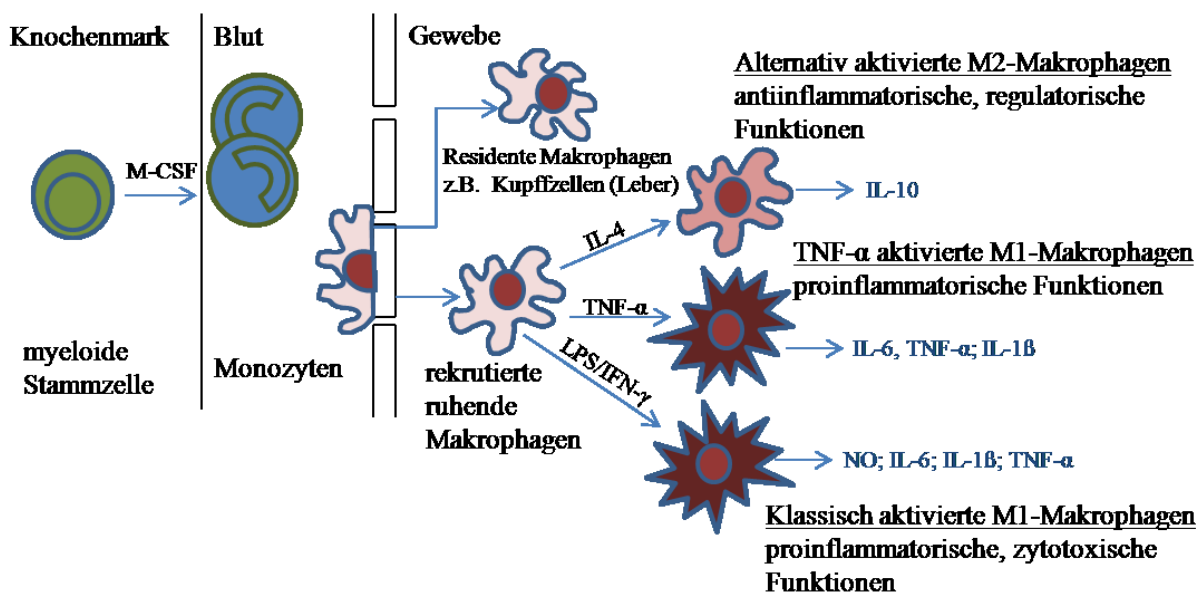 Knochenmark
Blut
Gewebe
M-CSF
myeloide
Stammzelle
Monozyten
Residente Makrophagen
z.B. Kupffzellen (Leber)
rekrutierte
ruhende
Makrophagen
IL-4
TNF-α
LPS/IFN-γ
Alternativ aktivierte M2-Makrophagen
antiinflammatorische, regulatorische
Funktionen
IL-10
TNF-α aktivierte M1-Makrophagen
proinflammatorische Funktionen
IL-6, TNF-α; IL-1ß
NO; IL-6; IL-1ß; TNF-α
Klassisch aktivierte M1-Makrophagen
proinflammatorische, zytotoxische
Funktionen